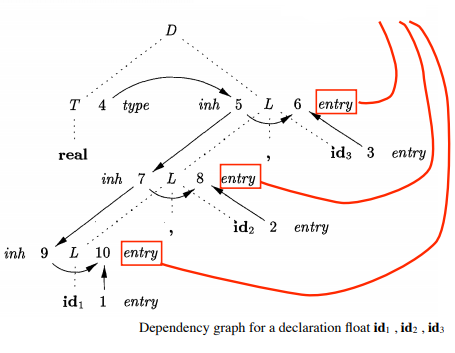 D
T 4 type inh 5 L 6 entry
real , id3 3 entry
inh 7 L 8 entry
, id2 2 entry
inh 9 L 10 entry
id1 1 entry
Dependency graph for a declaration float id1 , id2 , id3